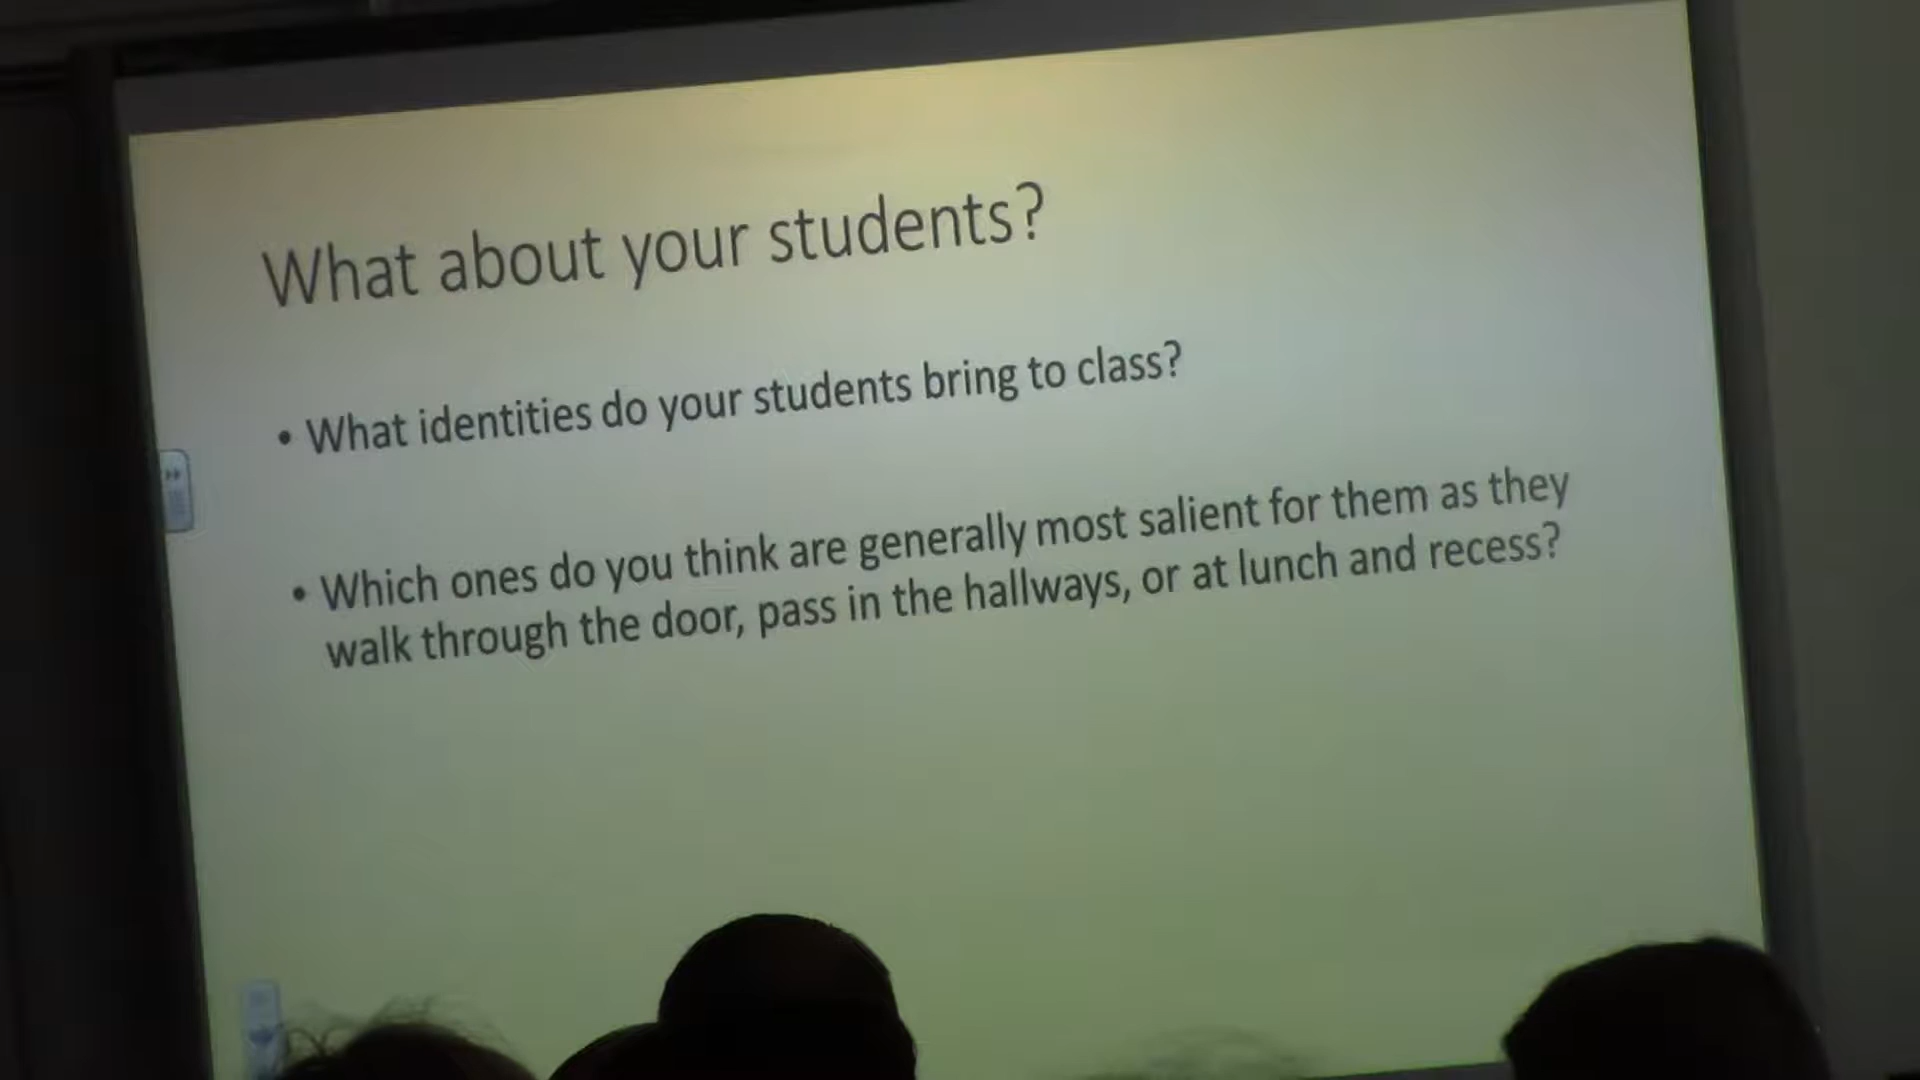 What about your students?
• What identities do your students bring to class?
• Which ones do you think are generally most salient for them as they
walk through the door, pass in the hallways, or at lunch and recess?